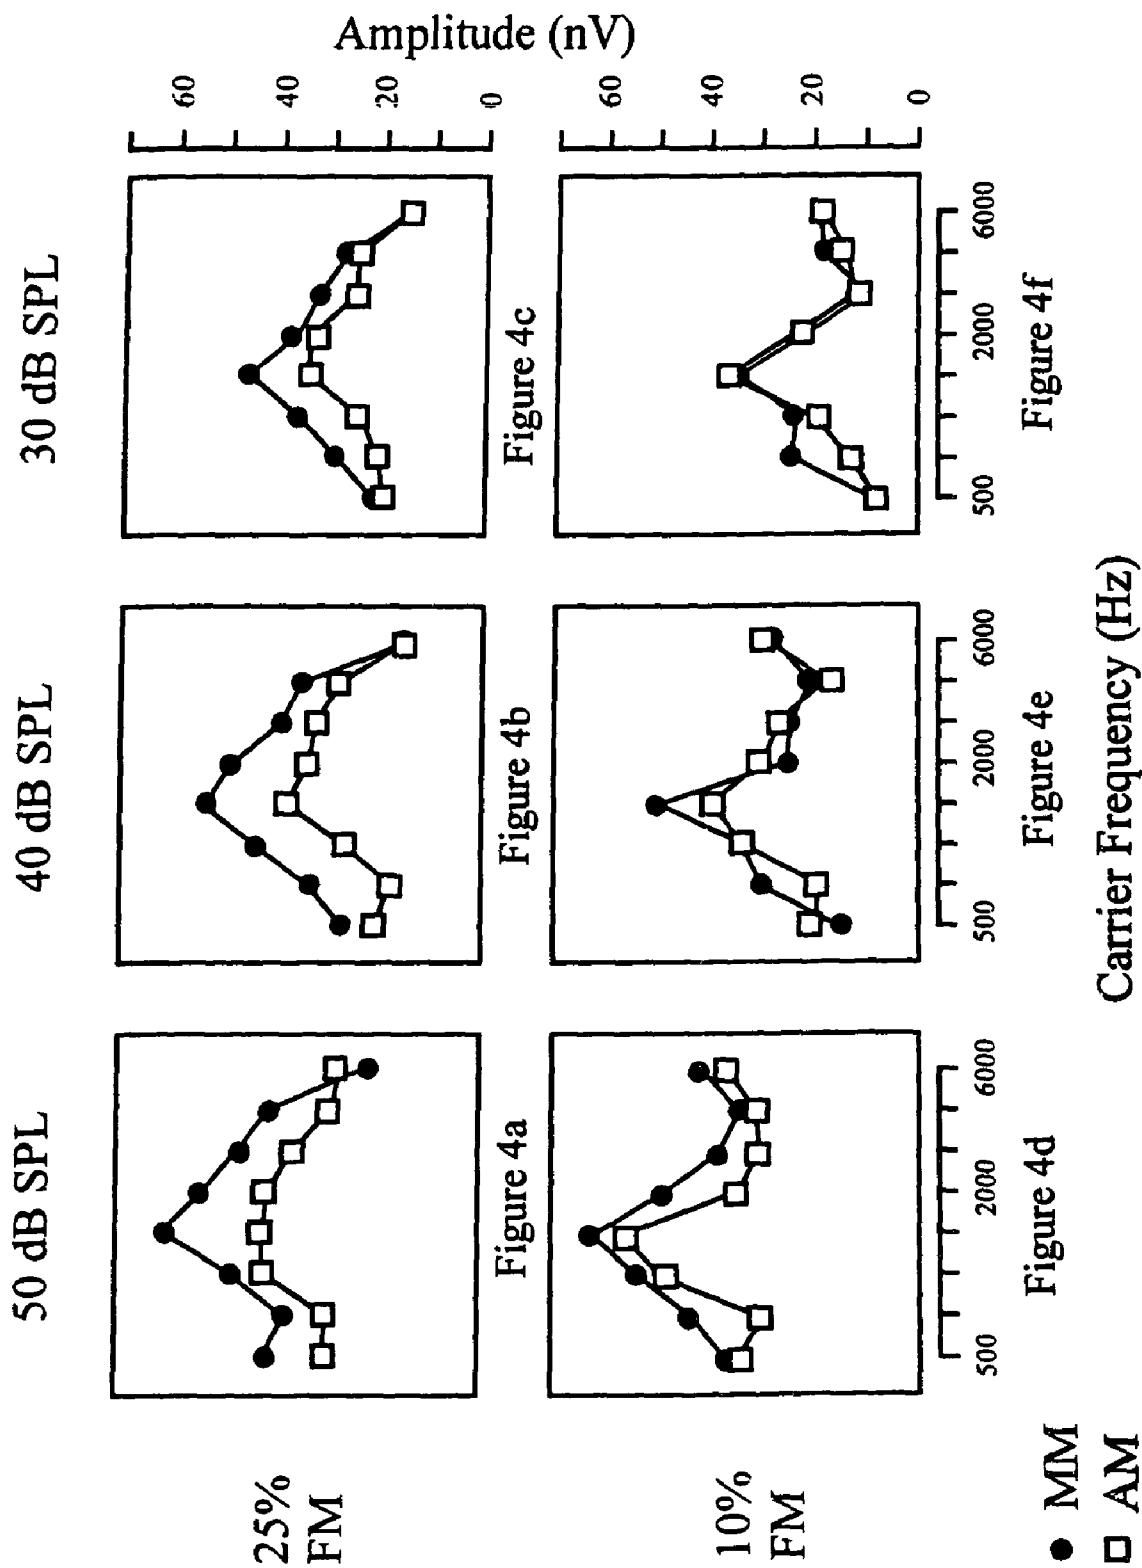 50 dB SPL
40 dB SPL
30 dB SPL
25%
FM
60
40
20
0
Amplitude (nV)
Figure 4a
Figure 4b
Figure 4c
10%
FM
60
40
20
0
500
2000
6000
500
2000
6000
500
2000
6000
Figure 4d
Figure 4e
Figure 4f
MM
AM
Carrier Frequency (Hz)